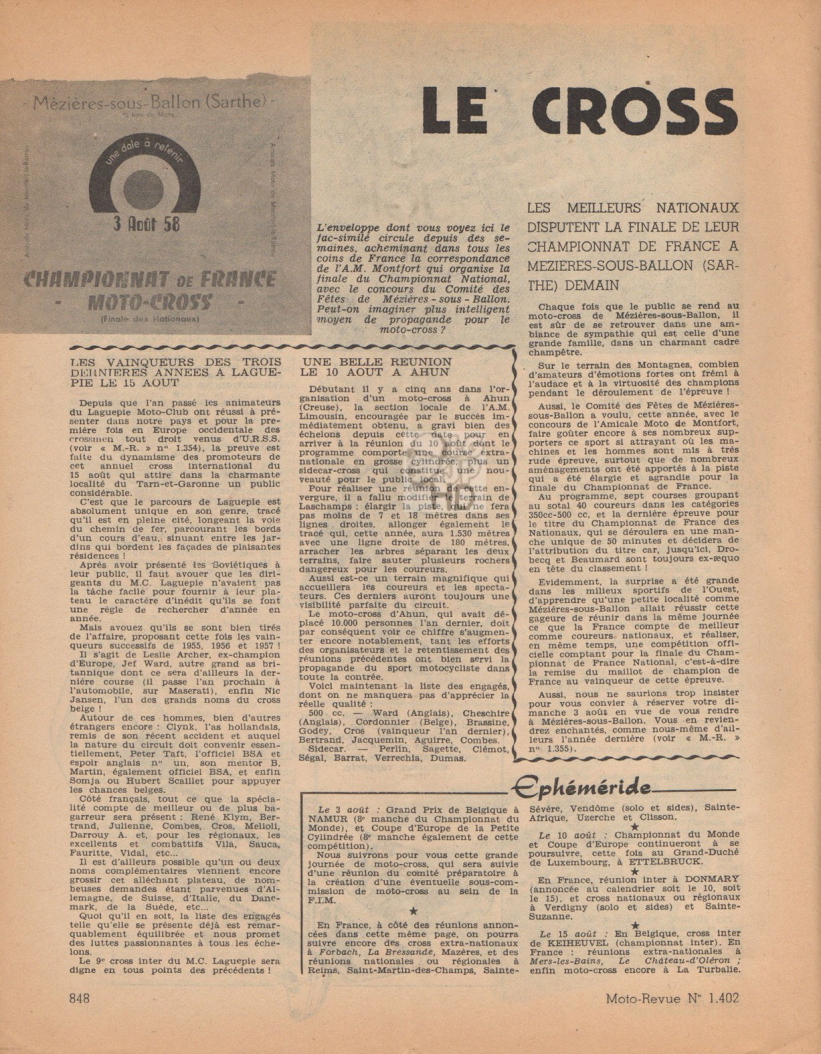 - Mézières-sous-Ballon (Sarthe) -
une date à retenir
3 Août 58
CHAMPIONNAT DE FRANCE
- MOTO-CROSS -
(Finale des Nationaux)
LE CROSS
L'enveloppe dont vous voyez ici le
fac-similé circule depuis des se-
maines, acheminant dans tous les
coins de France la correspondance
de l'A.M. Montfort qui organise la
finale du Championnat National,
avec le concours du Comité des
Fêtes de Mézières - sous - Ballon.
Peut-on imaginer plus intelligent
moyen de propagande pour le
moto-cross ?
LES MEILLEURS NATIONAUX
DISPUTENT LA FINALE DE LEUR
CHAMPIONNAT DE FRANCE A
MEZIERES-SOUS-BALLON (SAR-
THE) DEMAIN
Chaque fois que le public se rend au
moto-cross de Mézières-sous-Ballon, il
est sûr de se retrouver dans une am-
biance de sympathie qui est celle d'une
grande famille, dans un charmant cadre
champêtre.
Sur le terrain des Montagnes, combien
d'amateurs d'émotions fortes ont frémi à
l'audace et à la virtuosité des champions
pendant le déroulement de l'épreuve !
Aussi, le Comité des Fêtes de Mézières-
sous-Ballon a voulu, cette année, avec le
concours de l'Amicale Moto de Montfort,
faire goûter encore à ses nombreux sup-
porters ce sport si attrayant où les ma-
chines et les hommes sont mis à très
rude épreuve, surtout que de nombreux
aménagements ont été apportés à la piste
qui a été élargie et agrandie pour la
finale du Championnat de France.
Au programme, sept courses groupant
au total 40 coureurs dans les catégories
350cc-500 cc, et la dernière épreuve pour
le titre du Championnat de France des
Nationaux, qui se déroulera en une man-
che unique de 50 minutes et décidera de
l'attribution du titre car, jusqu'ici, Dro-
becq et Beaumard sont toujours ex-æquo
en tête du classement !
Evidemment, la surprise a été grande
dans les milieux sportifs de l'Ouest,
d'apprendre qu'une petite localité comme
Mézières-sous-Ballon allait réussir cette
gageure de réunir dans la même journée
ce que la France compte de meilleur
comme coureurs nationaux, et réaliser,
en même temps, une compétition offi-
cielle comptant pour la finale du Cham-
pionnat de France National, c'est-à-dire
la remise du maillot de champion de
France au vainqueur de cette épreuve.
Aussi, nous ne saurions trop insister
pour vous convier à réserver votre di-
manche 3 août en vue de vous rendre
à Mézières-sous-Ballon. Vous en revien-
drez enchantés, comme nous-même d'ail-
leurs l'année dernière (voir « M.-R. »
n° 1.355).
LES VAINQUEURS DES TROIS
DERNIERES ANNEES A LAGUE-
PIE LE 15 AOUT
Depuis que l'an passé les animateurs
du Laguepie Moto-Club ont réussi à pré-
senter dans notre pays et pour la pre-
mière fois en Europe occidentale des
crossmen tout droit venus d'U.R.S.S.
(voir « M.-R. » n° 1.354), la preuve est
faite du dynamisme des promoteurs de
cet annuel cross international du
15 août qui attire dans la charmante
localité du Tarn-et-Garonne un public
considérable.
C'est que le parcours de Laguepie est
absolument unique en son genre, tracé
qu'il est en pleine cité, longeant la voie
du chemin de fer, parcourant les bords
d'un cours d'eau, sinuant entre les jar-
dins qui bordent les façades de plaisantes
résidences !
Après avoir présenté les Soviétiques à
leur public, il faut avouer que les diri-
geants du M.C. Laguepie n'avaient pas
la tâche facile pour fournir à leur pla-
teau le caractère d'inédit qu'ils se font
une règle de rechercher d'année en
année.
Mais avouez qu'ils se sont bien tirés
de l'affaire, proposant cette fois les vain-
queurs successifs de 1955, 1956 et 1957 !
Il s'agit de Leslie Archer, ex-champion
d'Europe, Jef Ward, autre grand as bri-
tannique dont ce sera d'ailleurs la der-
nière course (il passe l'an prochain à
l'automobile, sur Maserati), enfin Nic
Jansen, l'un des grands noms du cross
belge !
Autour de ces hommes, bien d'autres
étrangers encore : Clynk, l'as hollandais,
remis de son récent accident et auquel
la nature du circuit doit convenir essen-
tiellement, Peter Taft, l'officiel BSA et
espoir anglais n° un, son mentor B.
Martin, également officiel BSA, et enfin
Somja ou Hubert Scaillet pour appuyer
les chances belges.
Côté français, tout ce que la spécia-
lité compte de meilleur ou de plus ba-
garreur sera présent : René Klym, Ber-
trand, Julienne, Combes, Cros, Melioli,
Darrouy A. et, pour les régionaux, les
excellents et combattifs Vila, Sauca,
Fauritte, Vidal, etc...
Il est d'ailleurs possible qu'un ou deux
noms complémentaires viennent encore
grossir cet alléchant plateau, de nom-
beuses demandes étant parvenues d'Al-
lemagne, de Suisse, d'Italie, du Dane-
mark, de la Suède, etc...
Quoi qu'il en soit, la liste des engagés
telle qu'elle se présente déjà est remar-
quablement équilibrée et nous promet
des luttes passionnantes à tous les éche-
lons.
Le 9e cross inter du M.C. Laguepie sera
digne en tous points des précédents !
UNE BELLE REUNION
LE 10 AOUT A AHUN
Débutant il y a cinq ans dans l'or-
ganisation d'un moto-cross à Ahun
(Creuse), la section locale de l'A.M.
Limousin, encouragée par le succès im-
médiatement obtenu, a gravi bien des
échelons depuis cette date pour en
arriver à la réunion du 10 août dont le
programme comporte une course extra-
nationale en grosse cylindrée plus un
sidecar-cross qui constitue une nou-
veauté pour le public local.
Pour réaliser une réunion de cette en-
vergure, il a fallu modifier le terrain de
Laschamps : élargir la piste, qui ne fera
pas moins de 7 et 18 mètres dans ses
lignes droites, allonger également le
tracé qui, cette année, aura 1.530 mètres
avec une ligne droite de 180 mètres,
arracher les arbres séparant les deux
terrains, faire sauter plusieurs rochers
dangereux pour les coureurs.
Aussi est-ce un terrain magnifique qui
accueillera les coureurs et les specta-
teurs. Ces derniers auront toujours une
visibilité parfaite du circuit.
Le moto-cross d'Ahun, qui avait dé-
placé 10.000 personnes l'an dernier, doit
par conséquent voir ce chiffre s'augmen-
ter encore notablement, tant les efforts
des organisateurs et le retentissement des
réunions précédentes ont bien servi la
propagande du sport motocycliste dans
toute la contrée.
Voici maintenant la liste des engagés,
dont on ne manquera pas d'apprécier la
réelle qualité :
500 cc. — Ward (Anglais), Cheschire
(Anglais), Cordonnier (Belge), Brassine,
Godey, Cros (vainqueur l'an dernier),
Bertrand, Jacquemin, Aguirre, Combes.
Sidecar. — Perlin, Sagette, Clémot,
Ségal, Barrat, Verrechia, Dumas.
Ephéméride
Le 3 août : Grand Prix de Belgique à
NAMUR (8e manche du Championnat du
Monde), et Coupe d'Europe de la Petite
Cylindrée (8e manche également de cette
compétition).
Nous suivrons pour vous cette grande
journée de moto-cross, qui sera suivie
d'une réunion du comité préparatoire à
la création d'une éventuelle sous-com-
mission de moto-cross au sein de la
F.I.M.
★
En France, à côté des réunions annon-
cées dans cette même page, on pourra
suivre encore des cross extra-nationaux
à Forbach, La Bressande, Mazères, et des
réunions nationales ou régionales à
Reims, Saint-Martin-des-Champs, Sainte-
Sévère, Vendôme (solo et sides), Sainte-
Afrique, Uzerche et Clisson.
★
Le 10 août : Championnat du Monde
et Coupe d'Europe continueront à se
poursuivre, cette fois au Grand-Duché
de Luxembourg, à ETTELBRUCK.
★
En France, réunion inter à DONMARY
(annoncée au calendrier soit le 10, soit
le 15), et cross nationaux ou régionaux
à Verdigny (solo et sides) et Sainte-
Suzanne.
★
Le 15 août : En Belgique, cross inter
de KEIHEUVEL (championnat inter). En
France : réunions extra-nationales à
Mers-les-Bains, Le Château-d'Oléron ;
enfin moto-cross encore à La Turbalie.
848
Moto-Revue N° 1.402